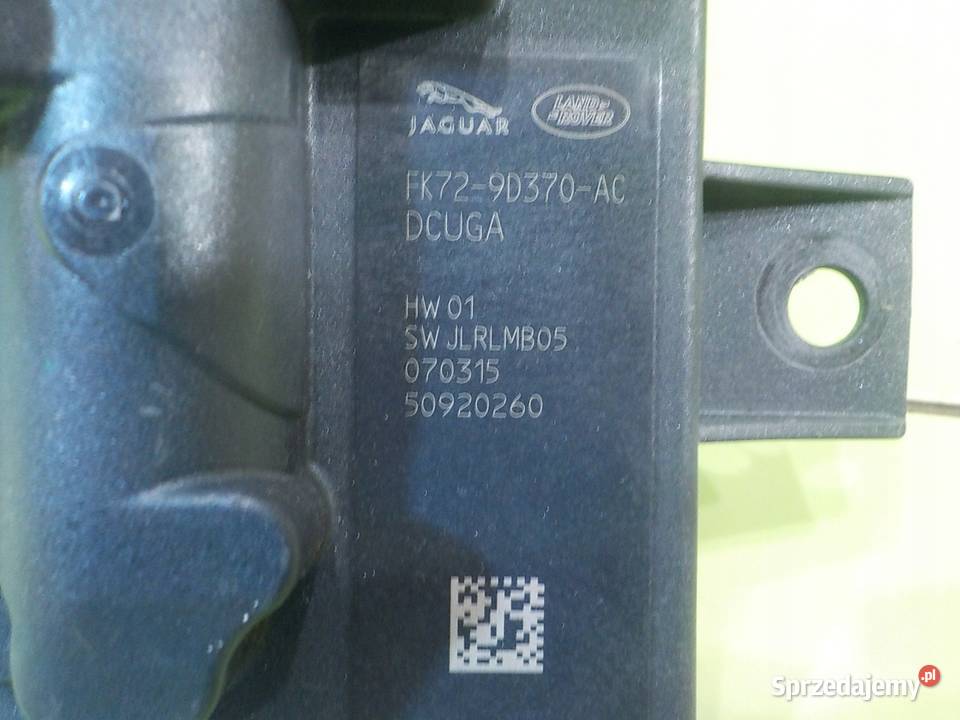 JAGUAR
LAND-
ROVER
FK72-9D370-AC
DCUGA
HW 01
SW JLRLMB05
070315
50920260
Sprzedajemy.pl